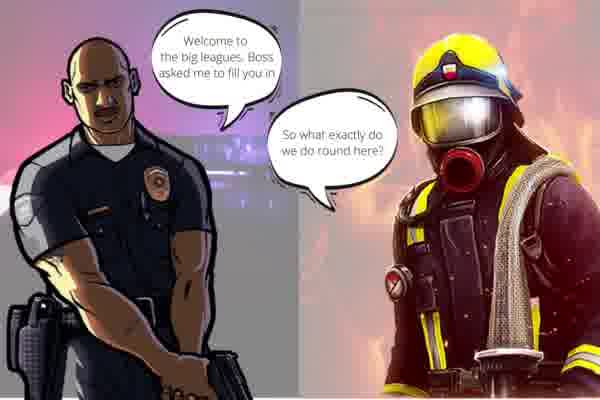 Welcome to
the big leagues. Boss
asked me to fill you in
So what exactly do
we do round here?